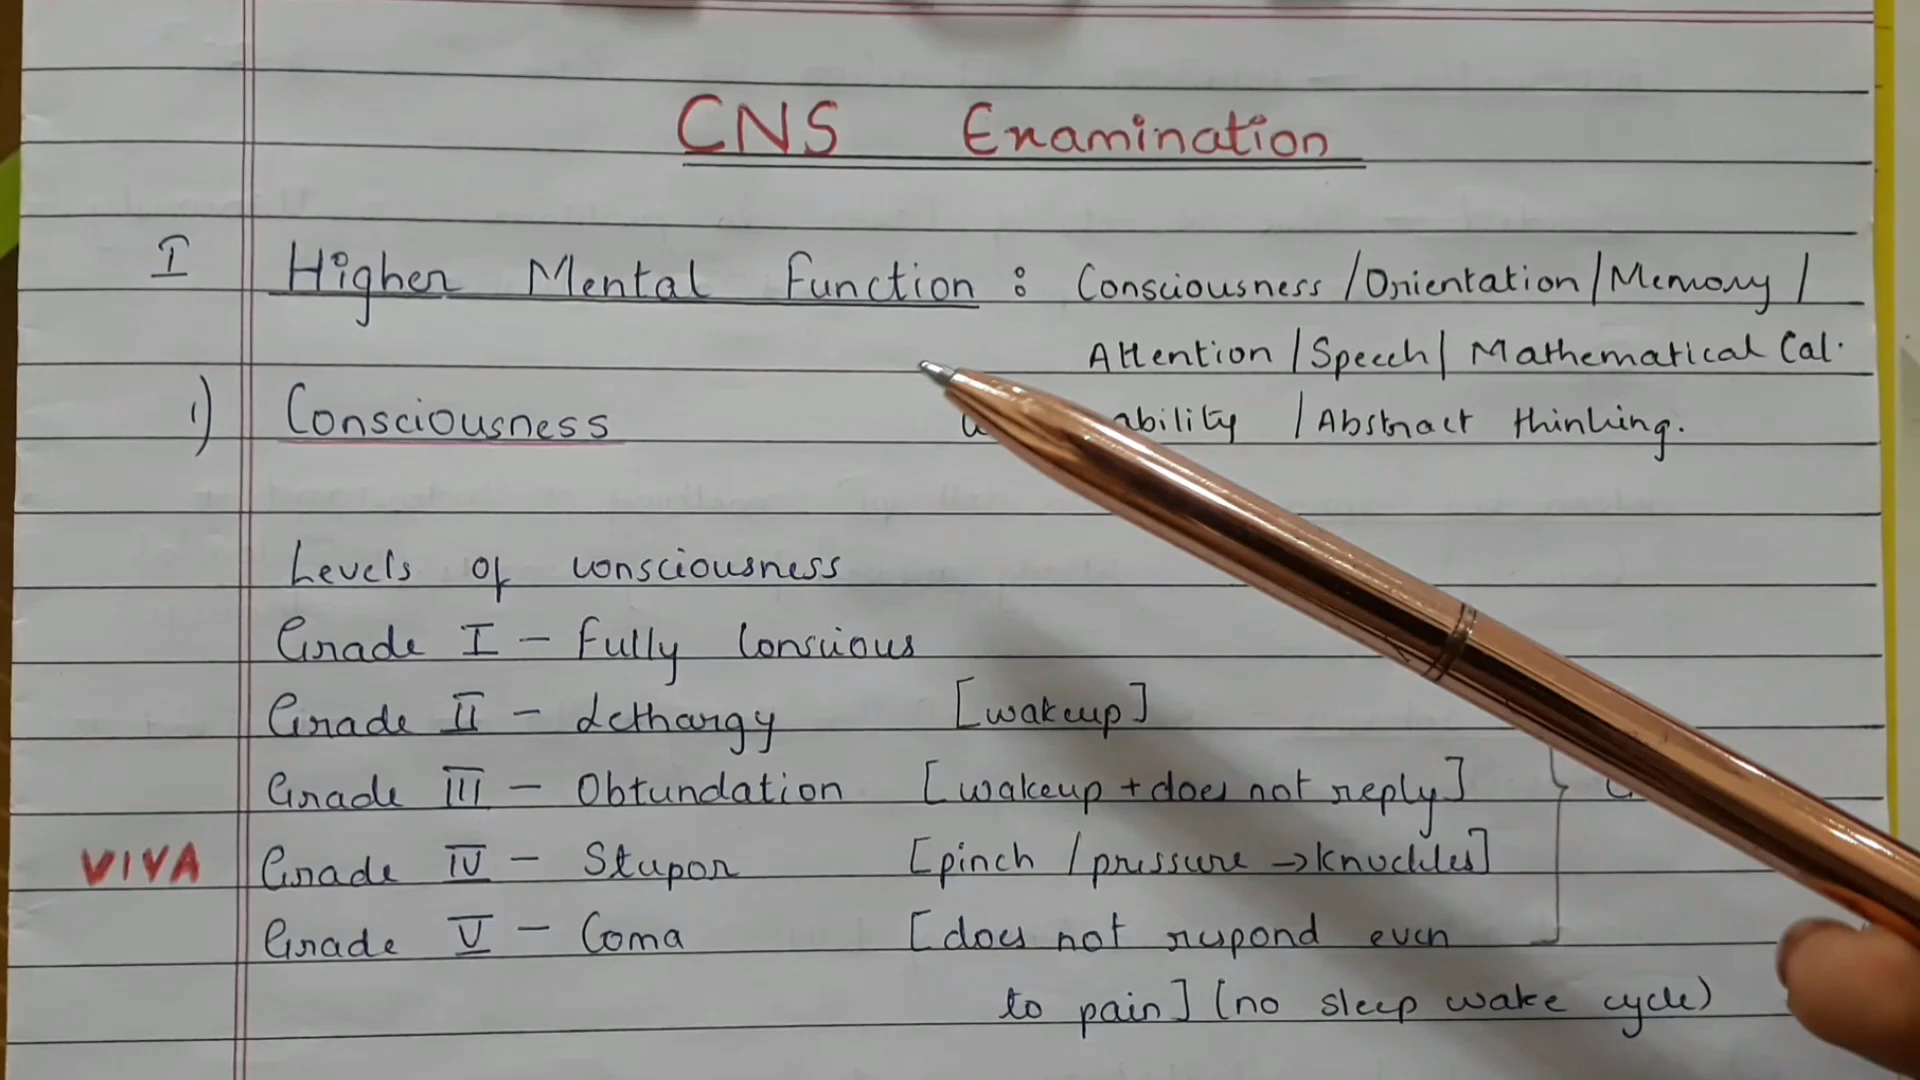 CNS Examination
I Higher Mental Function : Consciousness / Orientation / Memory /
Attention / Speech / Mathematical Cal.
1) Consciousness ability / Abstract thinking.
Levels of consciousness
Grade I - Fully Conscious
Grade II - Lethargy [wakeup]
Grade III - Obtundation [wakeup + does not reply]
VIVA Grade IV - Stupor [pinch / pressure → knuckles]
Grade V - Coma [does not respond even
to pain] (no sleep wake cycle)